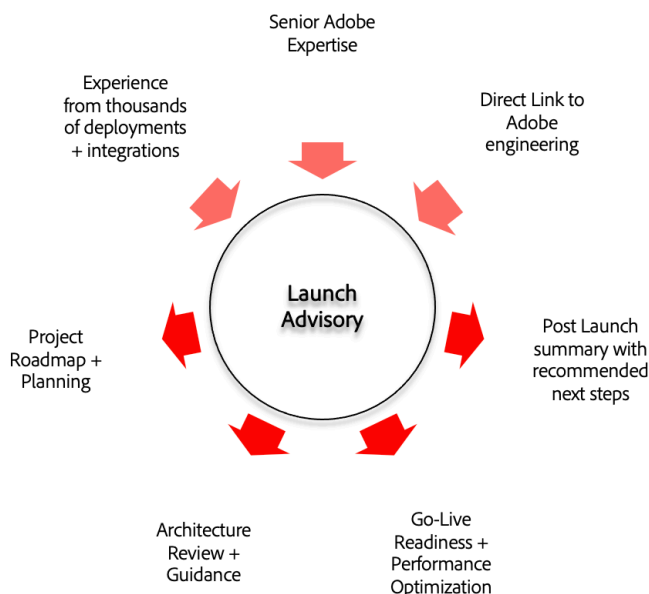 Senior Adobe
Expertise
Experience
from thousands
of deployments
+ integrations
Direct Link to
Adobe
engineering
Launch
Advisory
Project
Roadmap +
Planning
Post Launch
summary with
recommended
next steps
Architecture
Review +
Guidance
Go-Live
Readiness +
Performance
Optimization